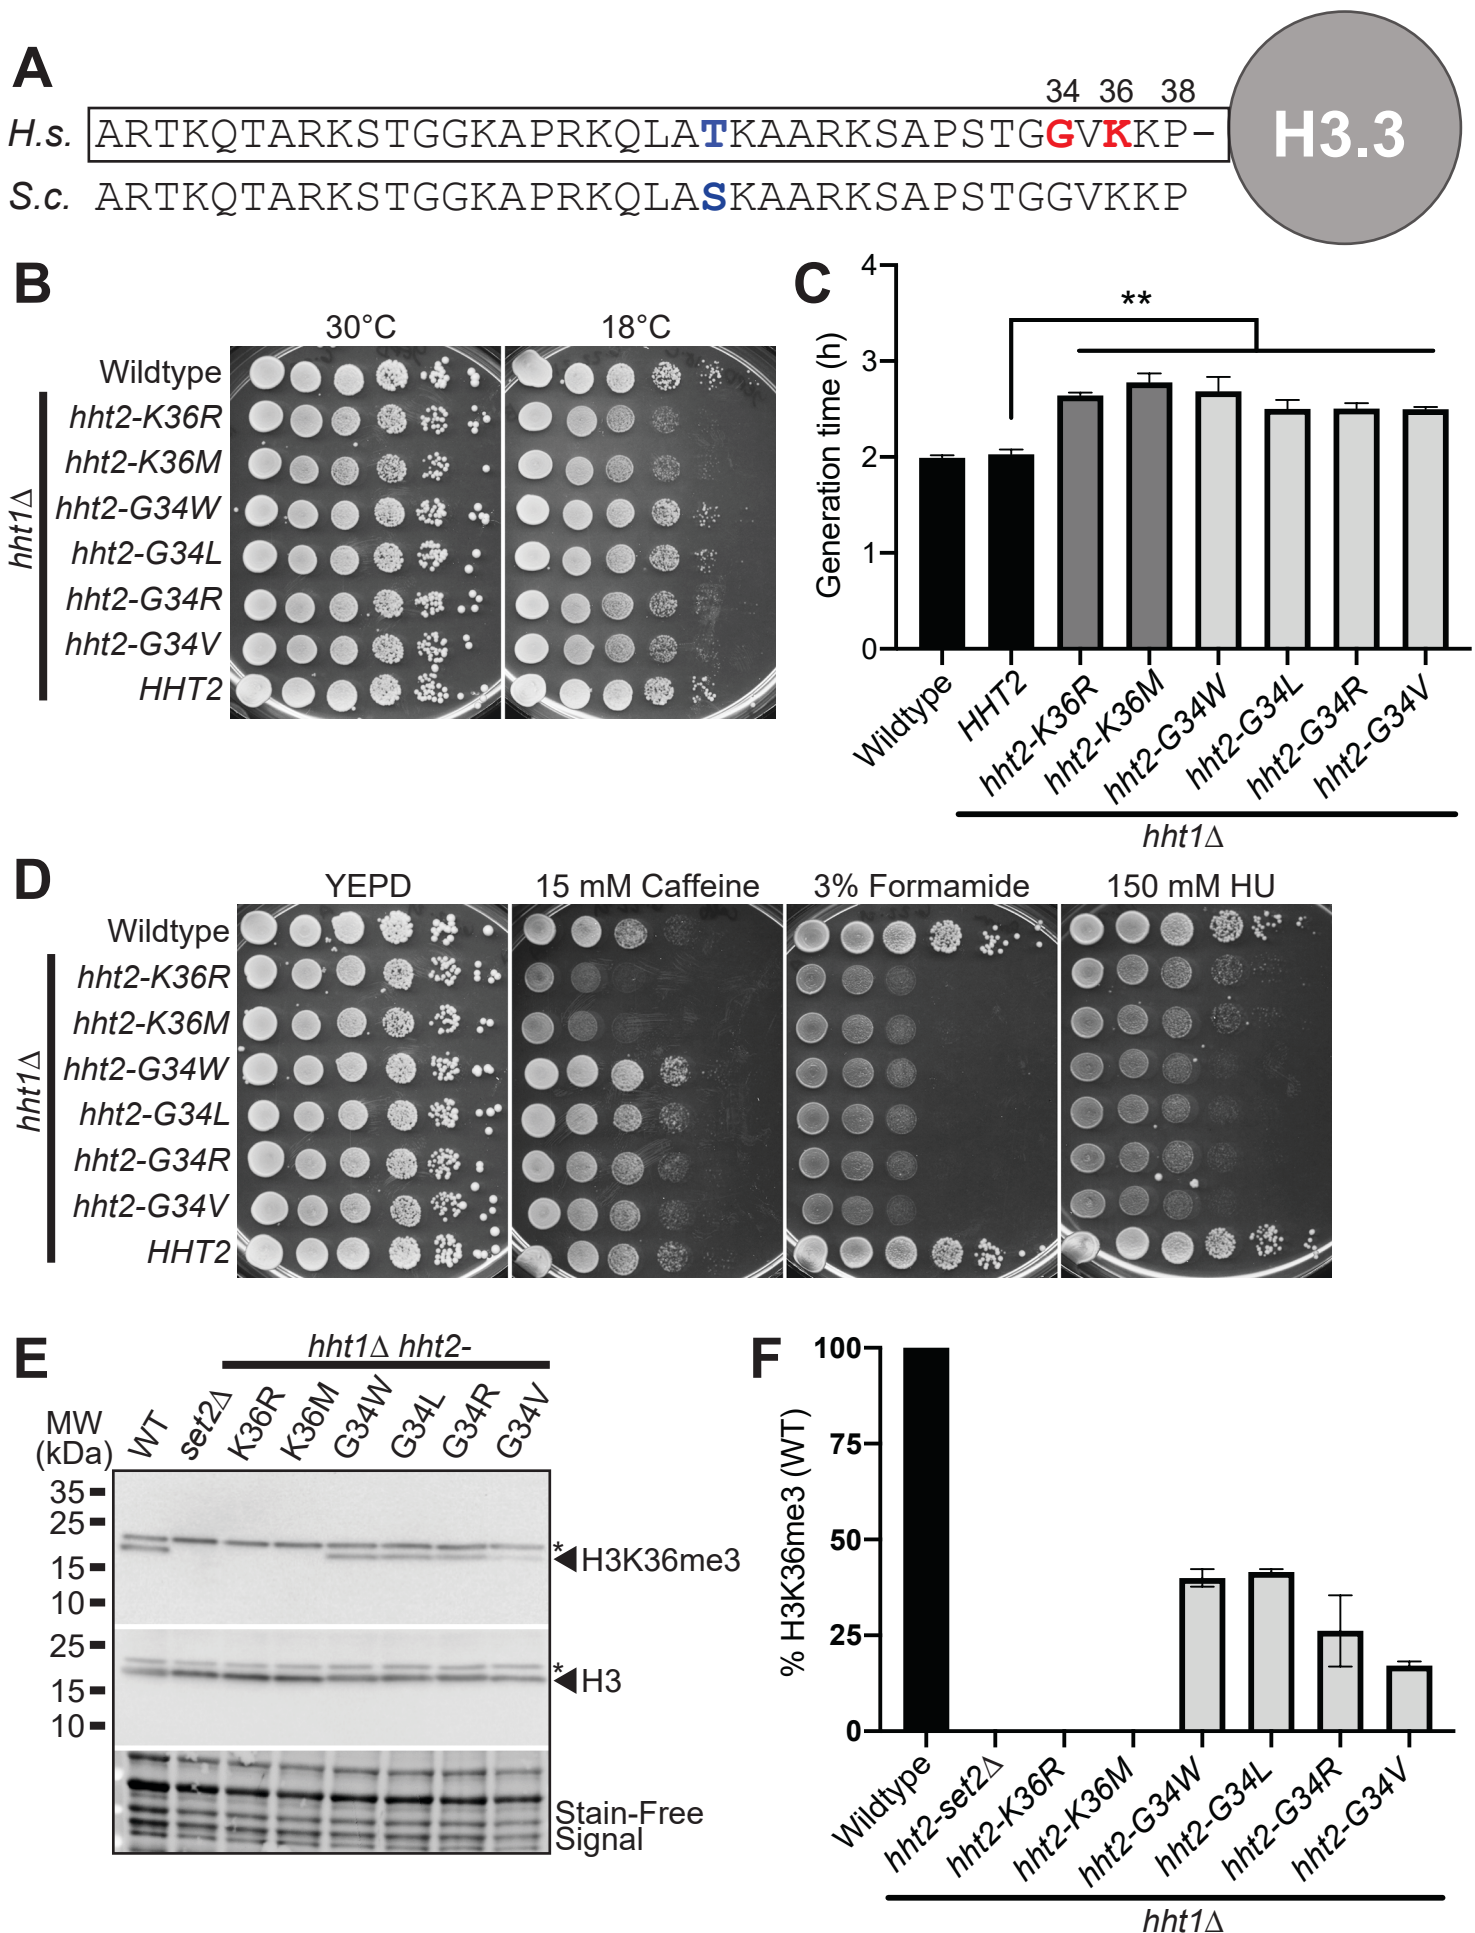 A
34 36 38
H.s. ARTKQTARKSTGGKAPRKQLATKAARKSAPSTGGVKKP–
H3.3
S.c. ARTKQTARKSTGGKAPRKQLASKAARKSAPSTGGVKKP
B
30°C 18°C
Wildtype
hht2-K36R
hht2-K36M
hht2-G34W
hht2-G34L
hht2-G34R
hht2-G34V
HHT2
hht1Δ
C
Generation time (h)
4
3
2
1
0
**
Wildtype
HHT2
hht2-K36R
hht2-K36M
hht2-G34W
hht2-G34L
hht2-G34R
hht2-G34V
hht1Δ
D
YEPD 15 mM Caffeine 3% Formamide 150 mM HU
Wildtype
hht2-K36R
hht2-K36M
hht2-G34W
hht2-G34L
hht2-G34R
hht2-G34V
HHT2
hht1Δ
E
hht1Δ hht2-
MW
(kDa)
WT
set2Δ
K36R
K36M
G34W
G34L
G34R
G34V
35
25
15
10
*
H3K36me3
25
15
10
*
H3
Stain-Free
Signal
F
% H3K36me3 (WT)
100
75
50
25
0
Wildtype
hht2-set2Δ
hht2-K36R
hht2-K36M
hht2-G34W
hht2-G34L
hht2-G34R
hht2-G34V
hht1Δ